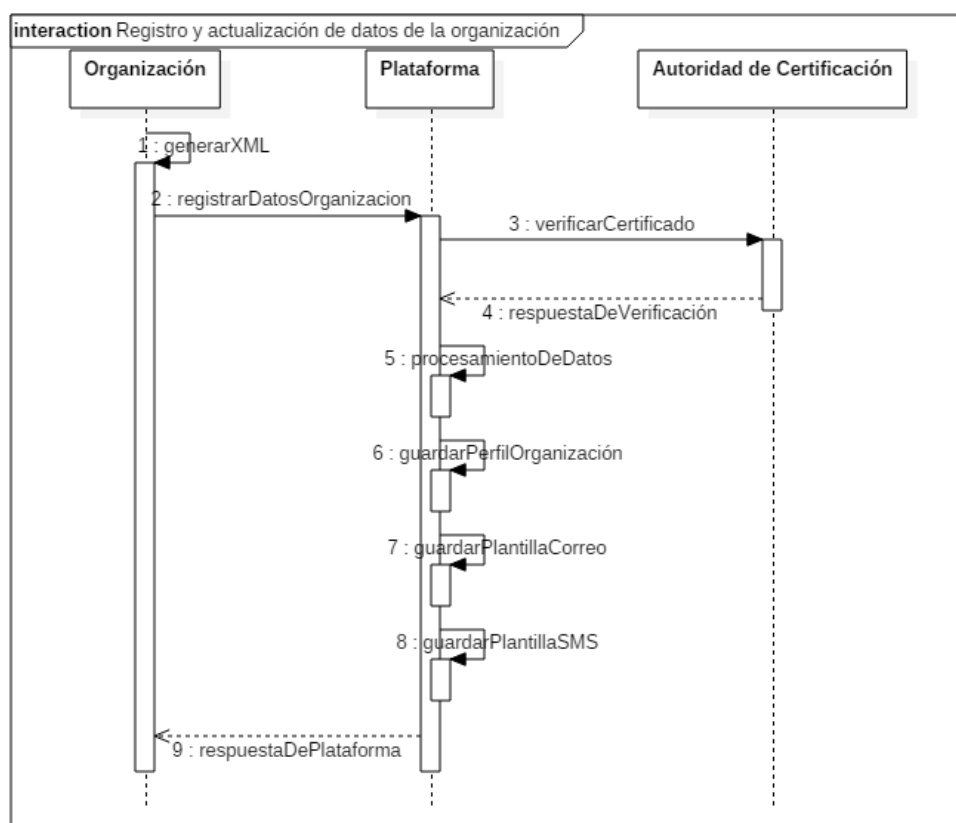 interaction Registro y actualización de datos de la organización
Organización
Plataforma
Autoridad de Certificación
1 : generarXML
2 : registrarDatosOrganizacion
3 : verificarCertificado
4 : respuestaDeVerificación
5 : procesamientoDeDatos
6 : guardarPerfilOrganización
7 : guardarPlantillaCorreo
8 : guardarPlantillaSMS
9 : respuestaDePlataforma